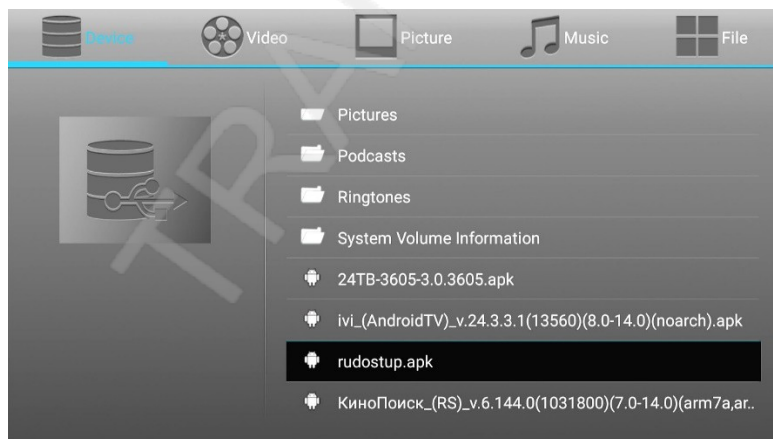 Device Video Picture Music File
Pictures
Podcasts
Ringtones
System Volume Information
24TB-3605-3.0.3605.apk
ivi_(AndroidTV)_v.24.3.3.1(13560)(8.0-14.0)(noarch).apk
rudostup.apk
КиноПоиск_(RS)_v.6.144.0(1031800)(7.0-14.0)(arm7a,ar..